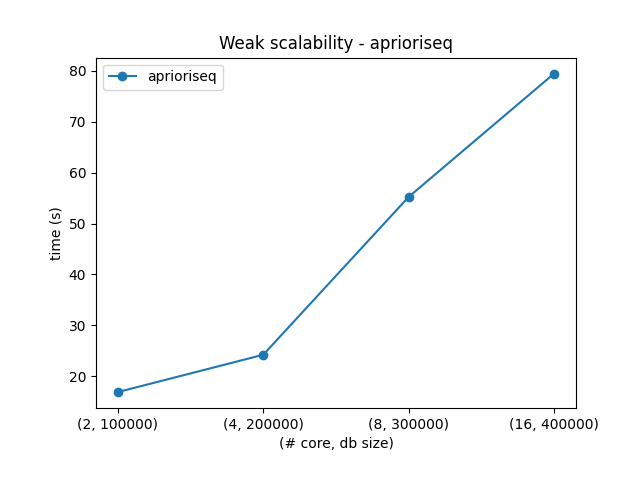 Weak scalability - aprioriseq
aprioriseq
80
70
60
50
40
30
20
time (s)
(2, 100000) (4, 200000) (8, 300000) (16, 400000)
(# core, db size)